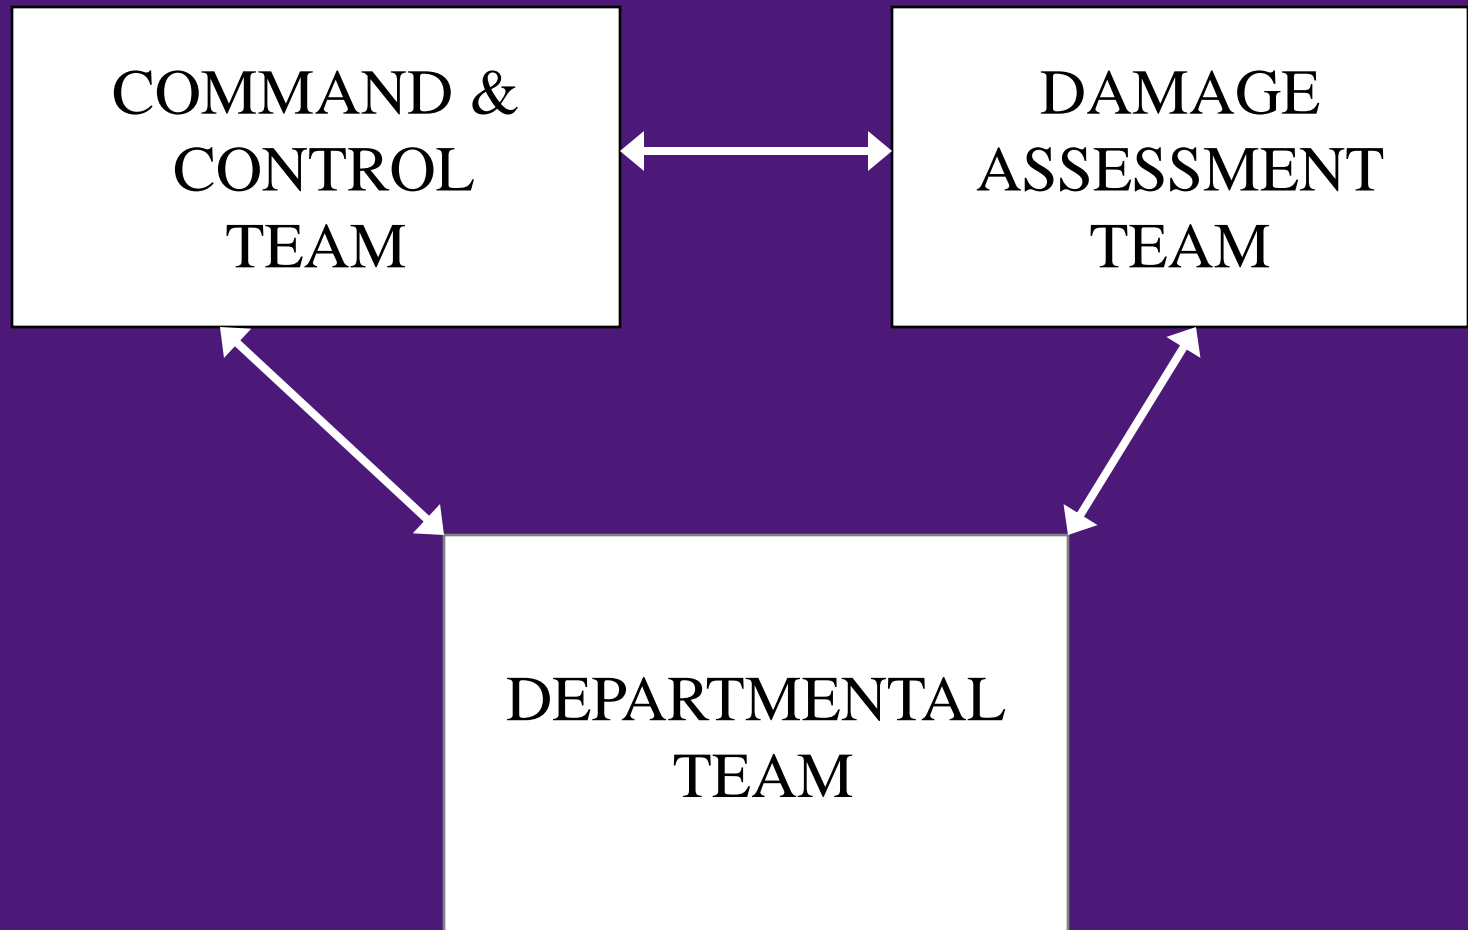 COMMAND &
CONTROL
TEAM
DAMAGE
ASSESSMENT
TEAM
DEPARTMENTAL
TEAM